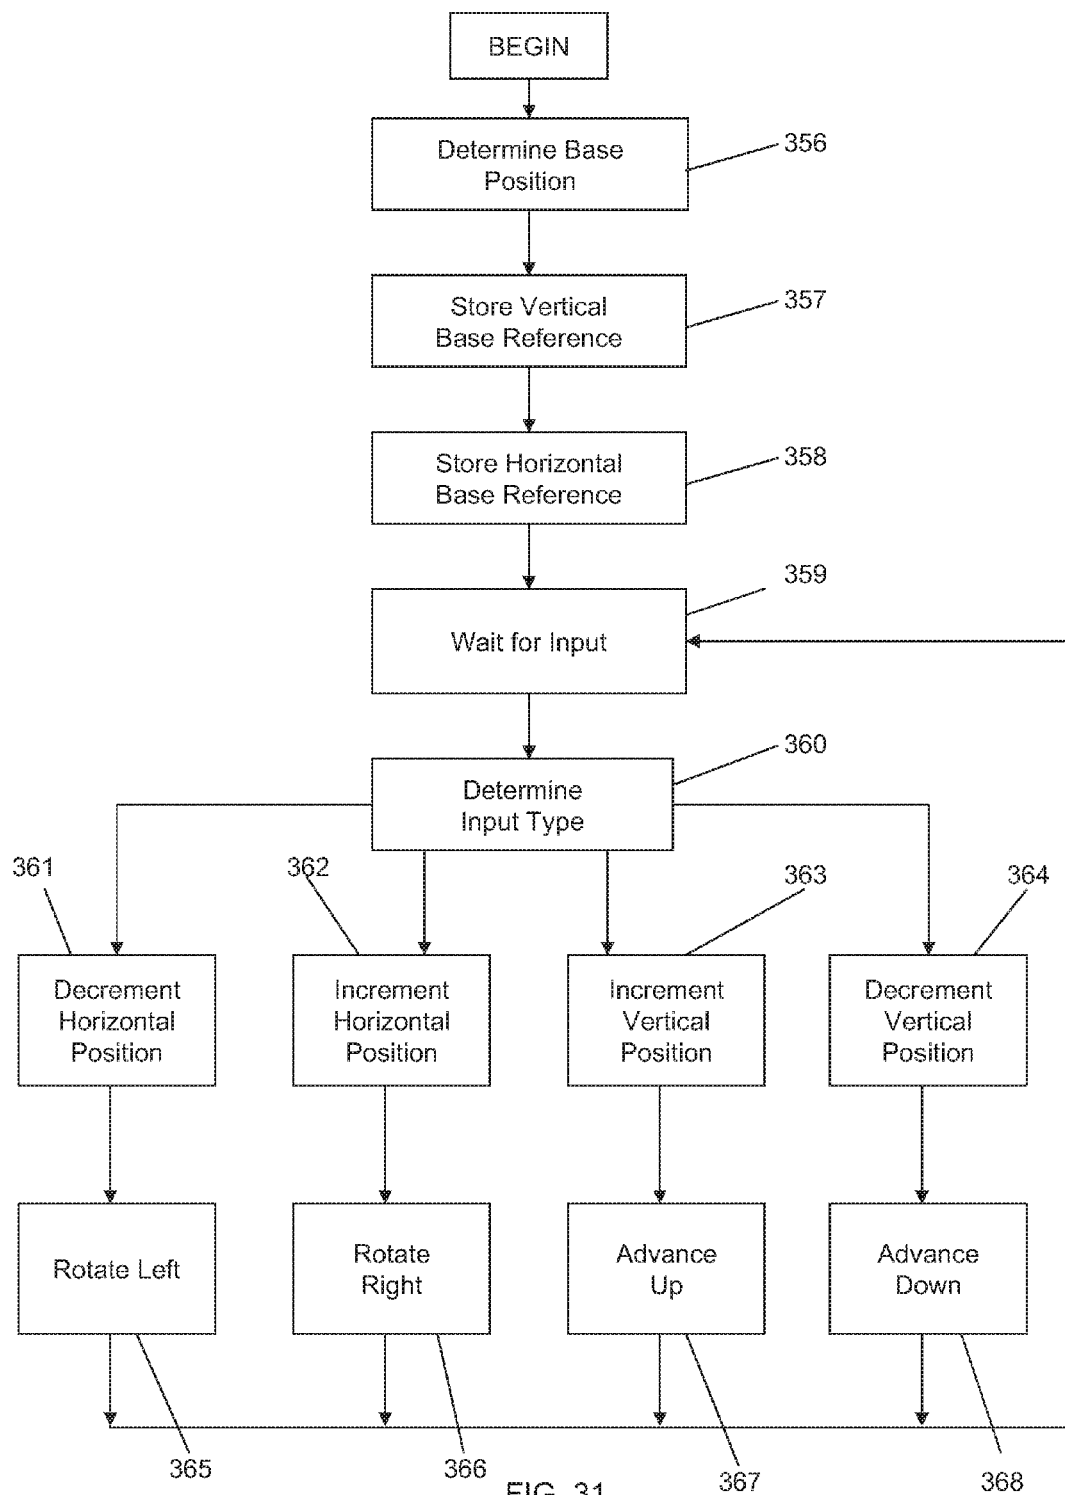 BEGIN
Determine Base
Position
356
Store Vertical
Base Reference
357
Store Horizontal
Base Reference
358
359
Wait for Input
360
Determine
Input Type
361
362
363
364
Decrement
Horizontal
Position
Increment
Horizontal
Position
Increment
Vertical
Position
Decrement
Vertical
Position
Rotate Left
Rotate
Right
Advance
Up
Advance
Down
365
366
367
368
FIG. 31